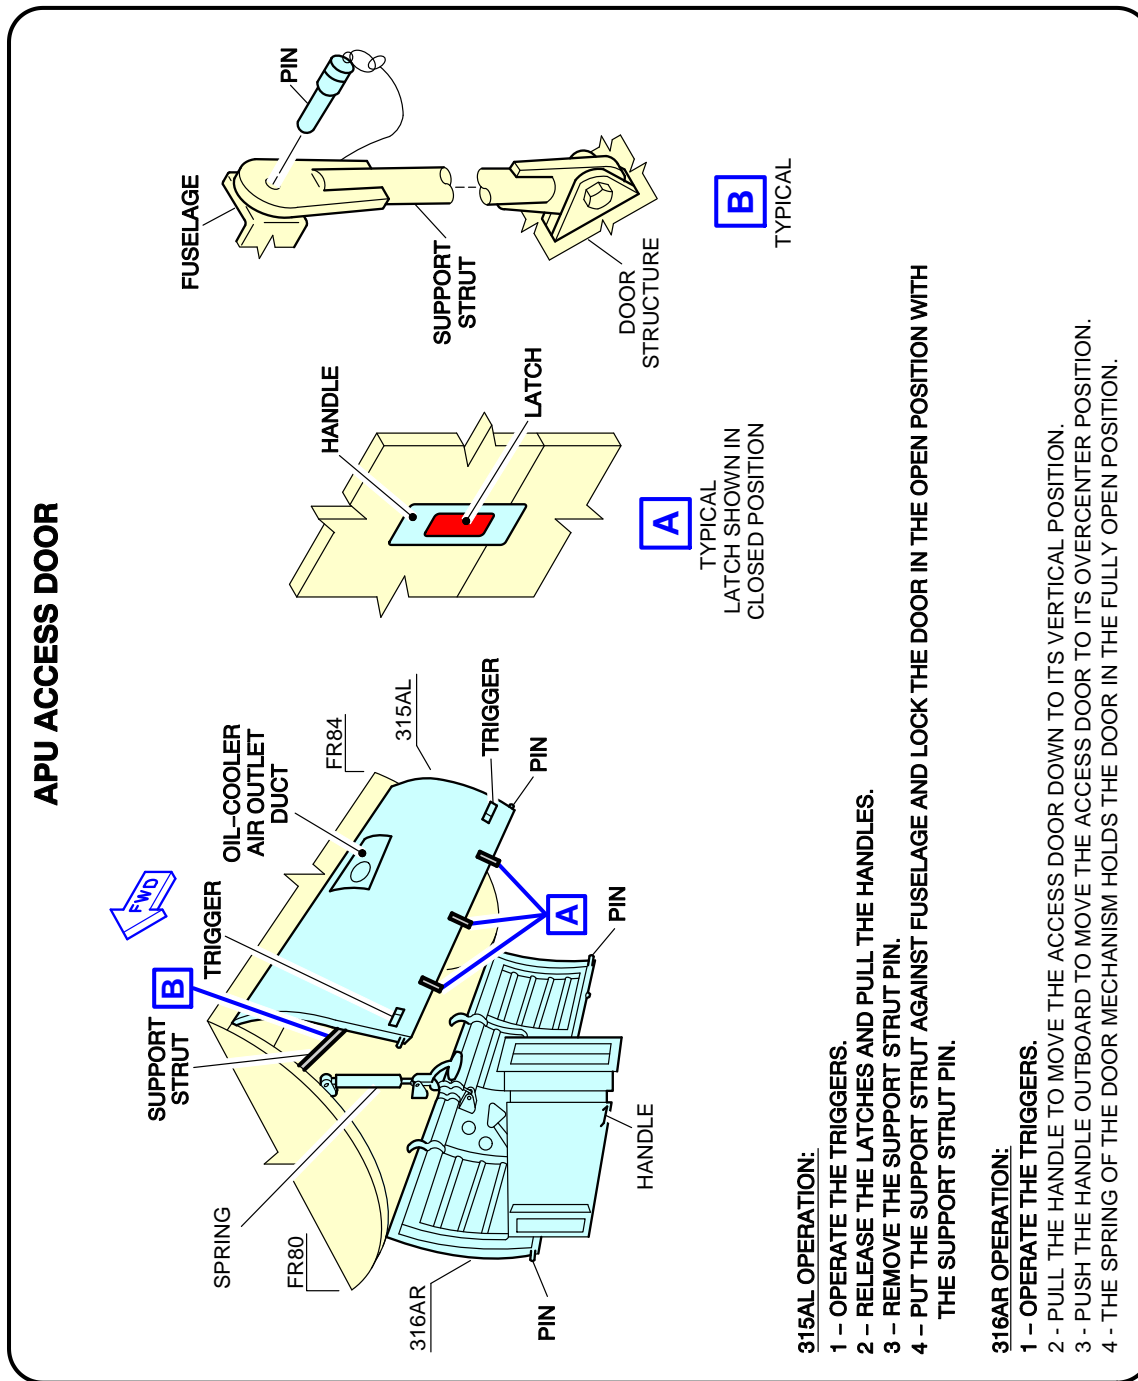 APU ACCESS DOOR
FWD
B
SUPPORT
STRUT
TRIGGER
OIL–COOLER
AIR OUTLET
DUCT
FR84
315AL
TRIGGER
PIN
A
PIN
SPRING
FR80
316AR
PIN
HANDLE
HANDLE
LATCH
A
TYPICAL
LATCH SHOWN IN
CLOSED POSITION
FUSELAGE
PIN
SUPPORT
STRUT
DOOR
STRUCTURE
B
TYPICAL
315AL OPERATION:
1 – OPERATE THE TRIGGERS.
2 – RELEASE THE LATCHES AND PULL THE HANDLES.
3 – REMOVE THE SUPPORT STRUT PIN.
4 – PUT THE SUPPORT STRUT AGAINST FUSELAGE AND LOCK THE DOOR IN THE OPEN POSITION WITH
THE SUPPORT STRUT PIN.
316AR OPERATION:
1 – OPERATE THE TRIGGERS.
2 - PULL THE HANDLE TO MOVE THE ACCESS DOOR DOWN TO ITS VERTICAL POSITION.
3 - PUSH THE HANDLE OUTBOARD TO MOVE THE ACCESS DOOR TO ITS OVERCENTER POSITION.
4 - THE SPRING OF THE DOOR MECHANISM HOLDS THE DOOR IN THE FULLY OPEN POSITION.